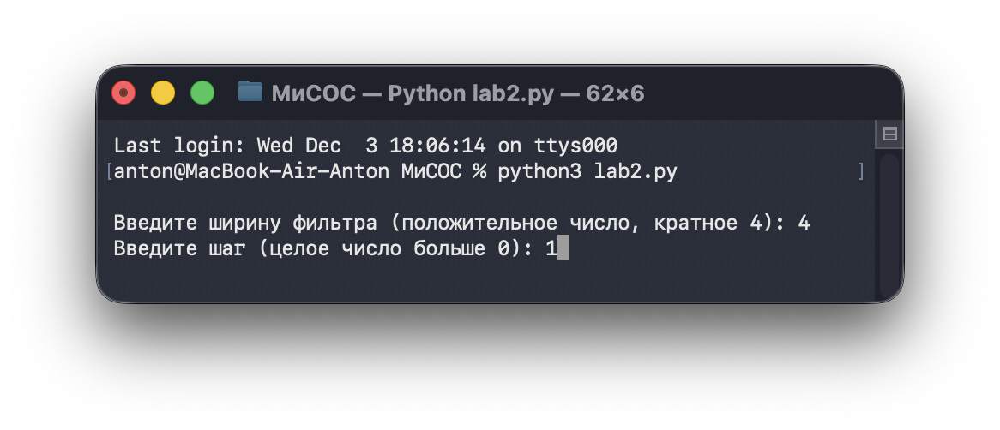 МиСОС — Python lab2.py — 62×6
Last login: Wed Dec  3 18:06:14 on ttys000
[anton@MacBook-Air-Anton МиСОС % python3 lab2.py ]
Введите ширину фильтра (положительное число, кратное 4): 4
Введите шаг (целое число больше 0): 1